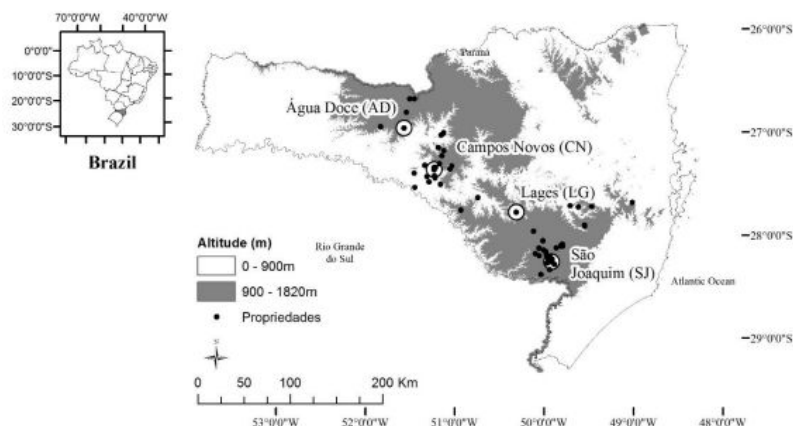 70°0'0"W 40°0'0"W
0°0'0"S
10°0'0"S
20°0'0"S
30°0'0"S
Brazil
26°0'0"S
27°0'0"S
28°0'0"S
29°0'0"S
Paraná
Água Doce (AD)
Campos Novos (CN)
Lages (LG)
São
Joaquim (SJ)
Rio Grande
do Sul
Atlantic Ocean
Altitude (m)
0 - 900m
900 - 1820m
Propriedades
N
0 25 50 100 150 200 Km
53°0'0"W 52°0'0"W 51°0'0"W 50°0'0"W 49°0'0"W 48°0'0"W